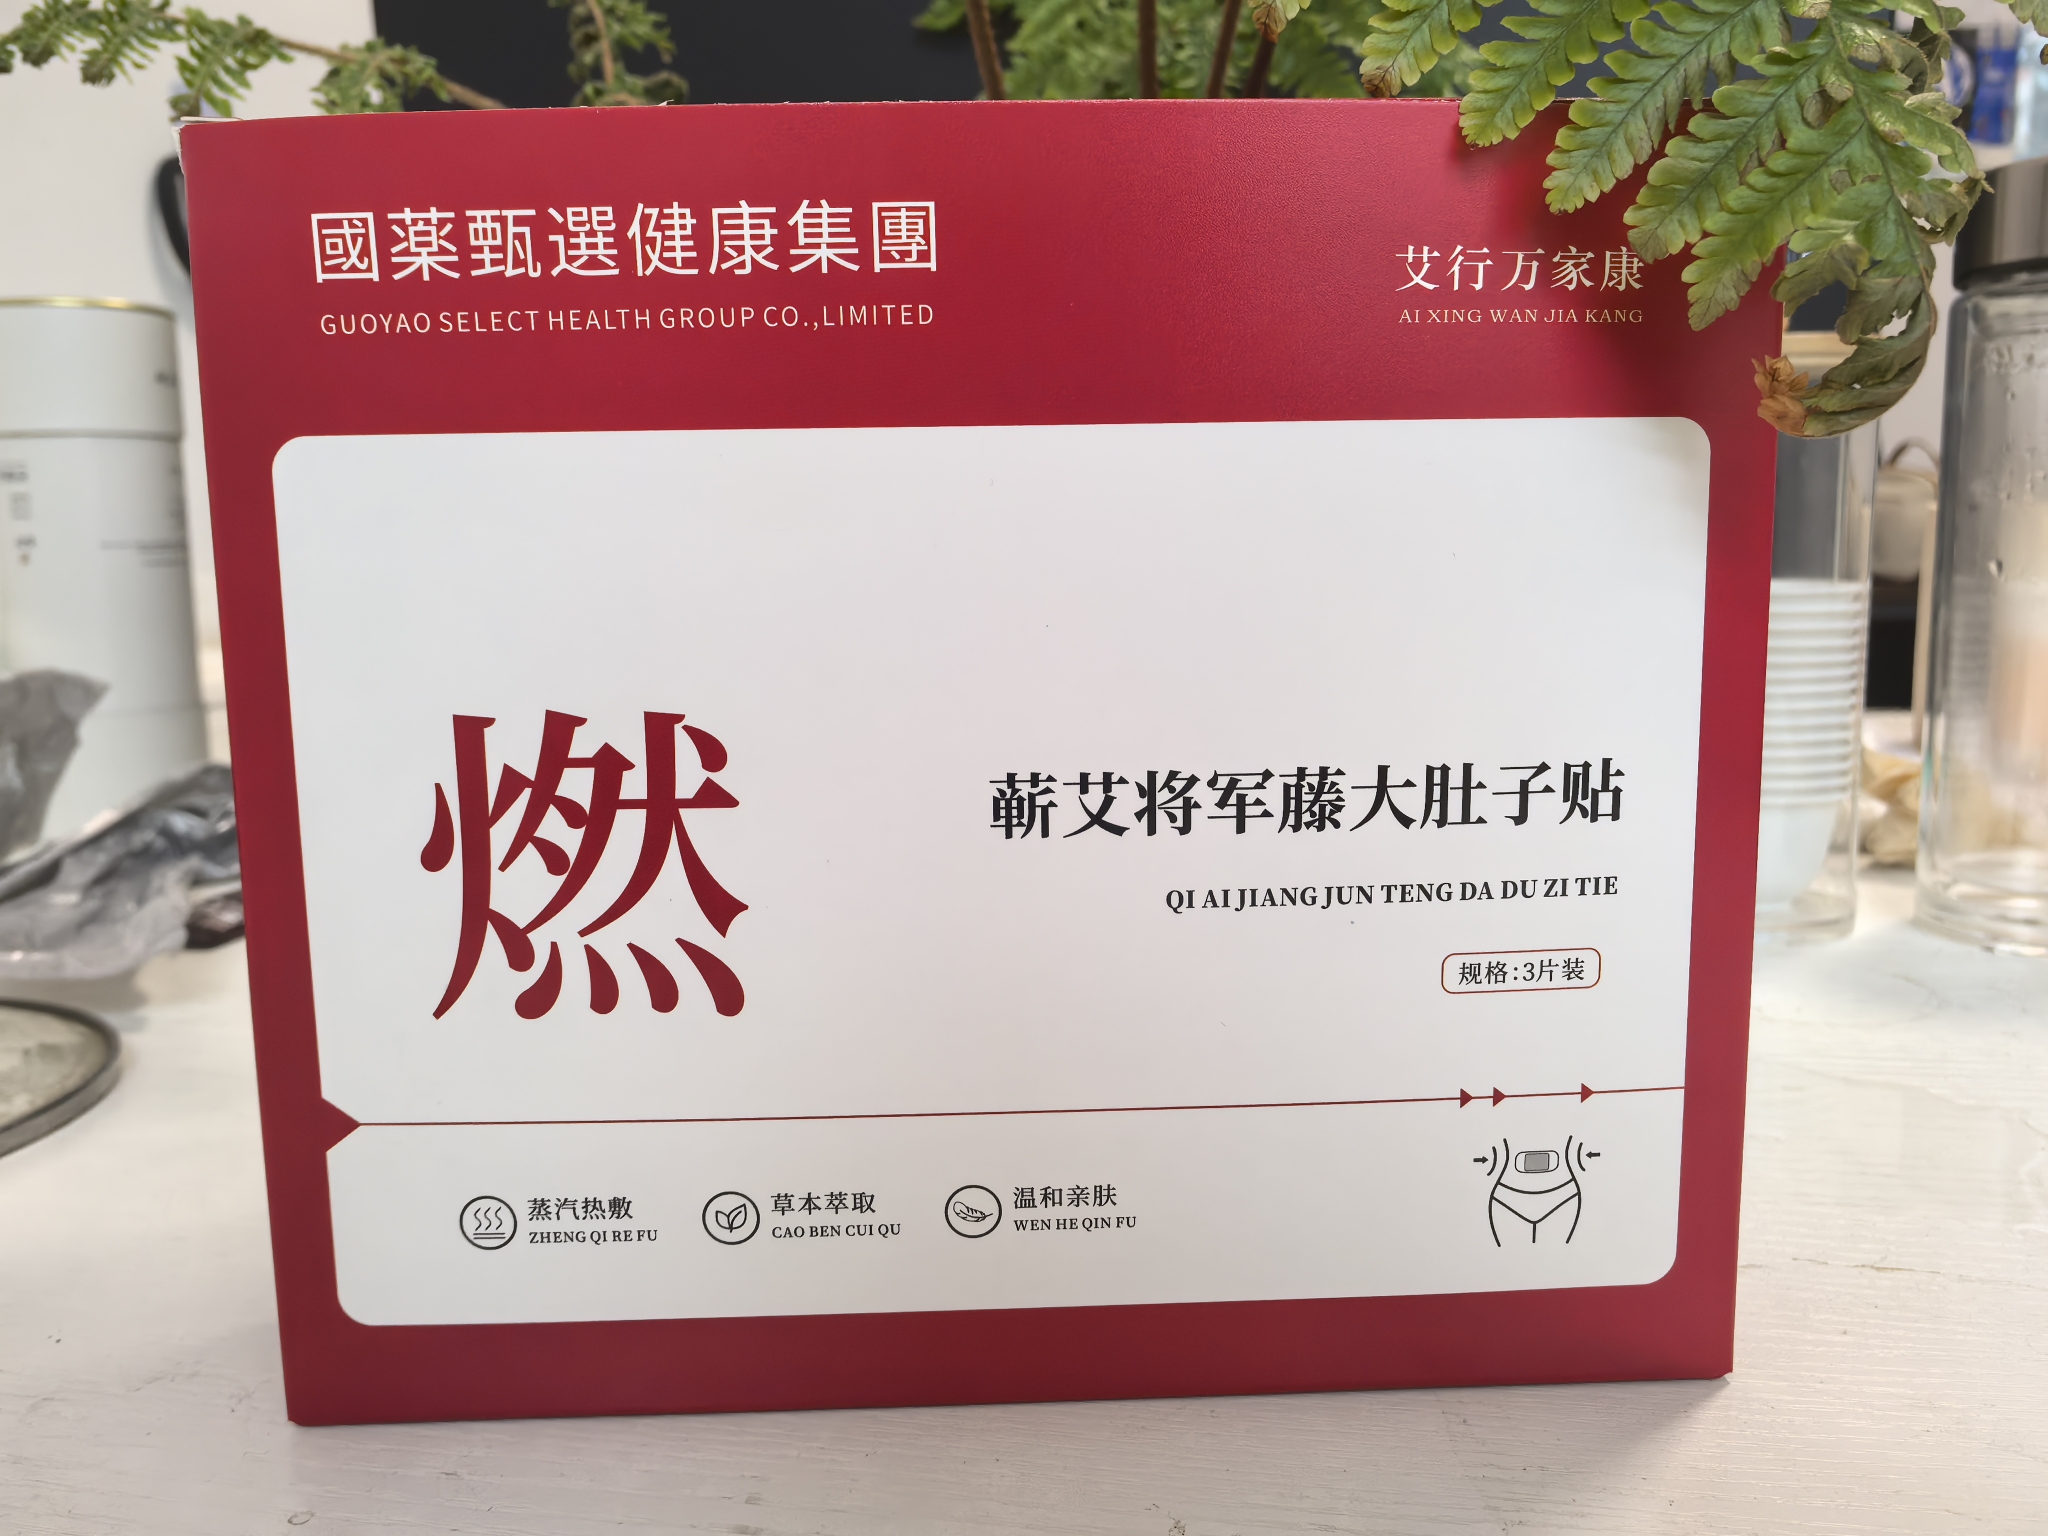 國薬甄選健康集團
GUOYAO SELECT HEALTH GROUP CO.,LIMITED
艾行万家康
AI XING WAN JIA KANG
燃
蕲艾将军藤大肚子贴
QI AI JIANG JUN TENG DA DU ZI TIE
规格:3片装
蒸汽热敷
ZHENG QI RE FU
草本萃取
CAO BEN CUI QU
温和亲肤
WEN HE QIN FU